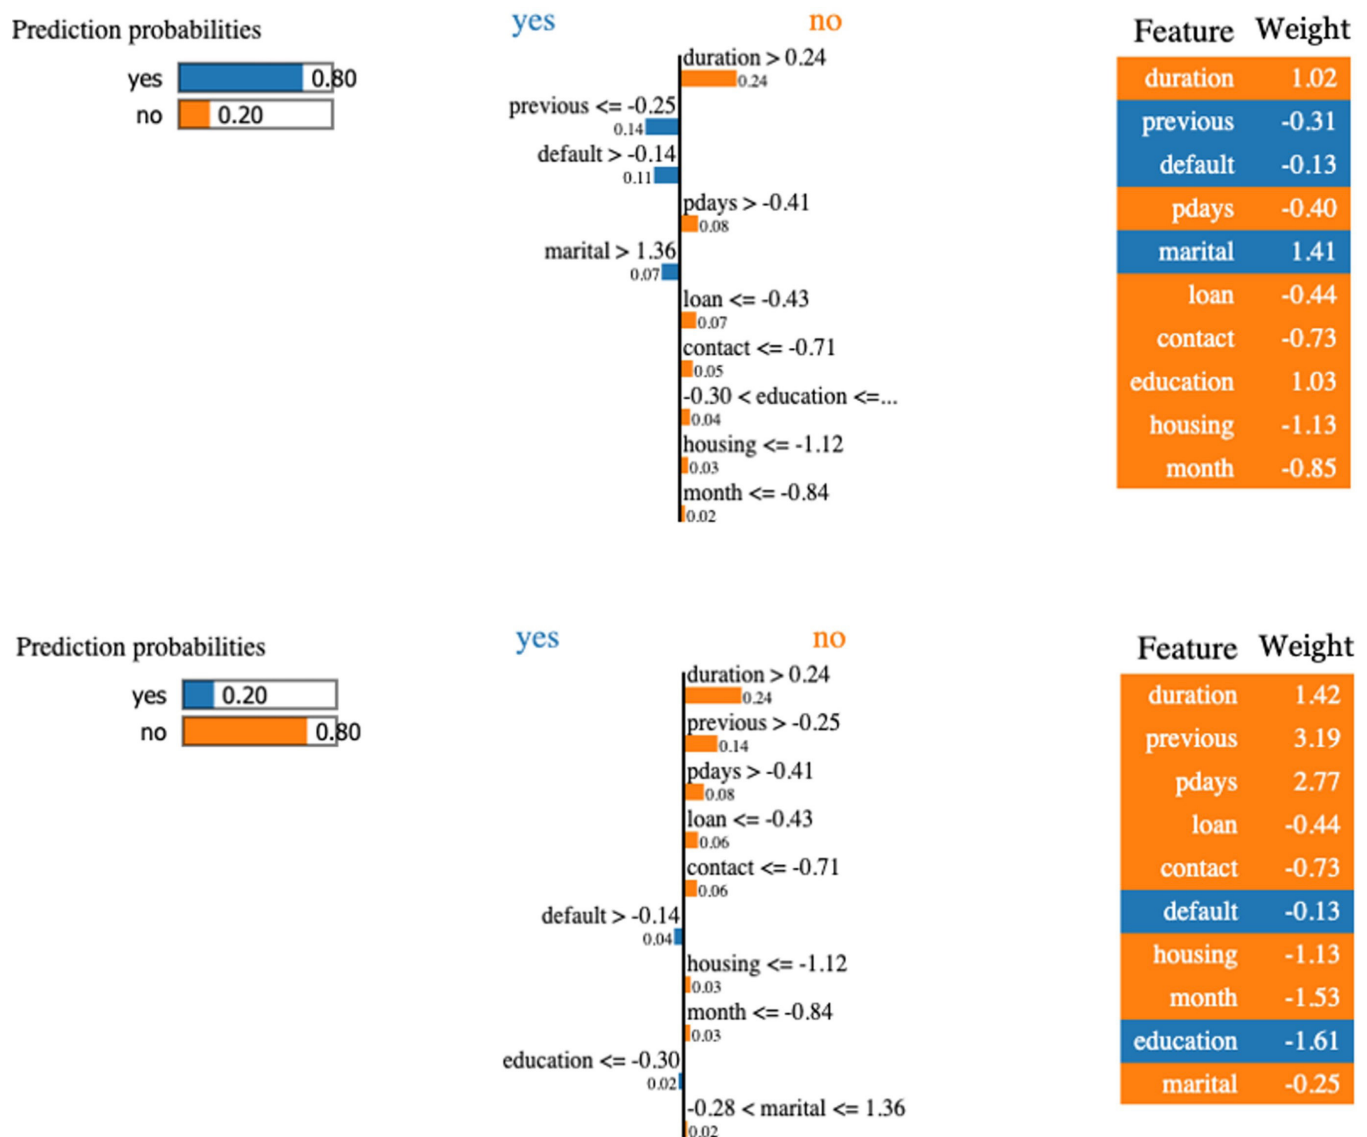 Prediction probabilities
yes 0.80
no 0.20
yes no
duration > 0.24
0.24
previous <= -0.25
0.14
default > -0.14
0.11
pdays > -0.41
0.08
marital > 1.36
0.07
loan <= -0.43
0.07
contact <= -0.71
0.05
-0.30 < education <=...
0.04
housing <= -1.12
0.03
month <= -0.84
0.02
Feature Weight
duration 1.02
previous -0.31
default -0.13
pdays -0.40
marital 1.41
loan -0.44
contact -0.73
education 1.03
housing -1.13
month -0.85
Prediction probabilities
yes 0.20
no 0.80
yes no
duration > 0.24
0.24
previous > -0.25
0.14
pdays > -0.41
0.08
loan <= -0.43
0.06
contact <= -0.71
0.06
default > -0.14
0.04
housing <= -1.12
0.03
month <= -0.84
0.03
education <= -0.30
0.02
-0.28 < marital <= 1.36
0.02
Feature Weight
duration 1.42
previous 3.19
pdays 2.77
loan -0.44
contact -0.73
default -0.13
housing -1.13
month -1.53
education -1.61
marital -0.25